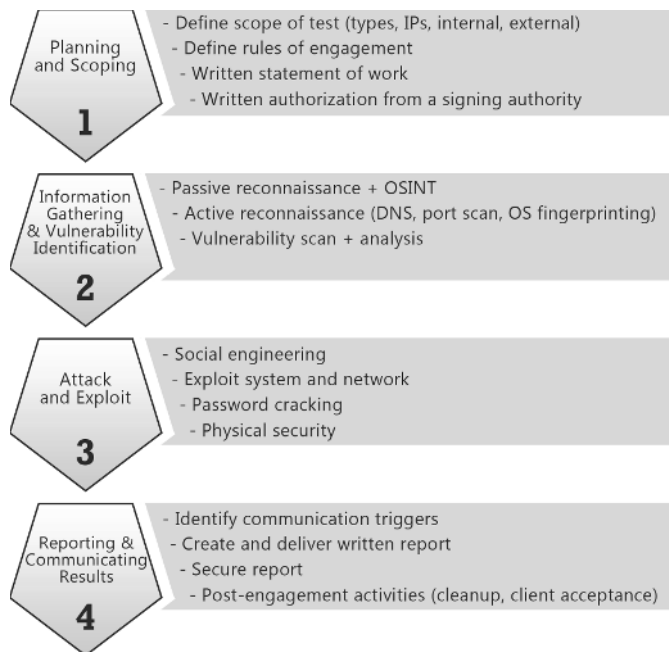 Planning
and Scoping
1
- Define scope of test (types, IPs, internal, external)
- Define rules of engagement
- Written statement of work
- Written authorization from a signing authority
Information
Gathering
& Vulnerability
Identification
2
- Passive reconnaissance + OSINT
- Active reconnaissance (DNS, port scan, OS fingerprinting)
- Vulnerability scan + analysis
Attack
and Exploit
3
- Social engineering
- Exploit system and network
- Password cracking
- Physical security
Reporting &
Communicating
Results
4
- Identify communication triggers
- Create and deliver written report
- Secure report
- Post-engagement activities (cleanup, client acceptance)